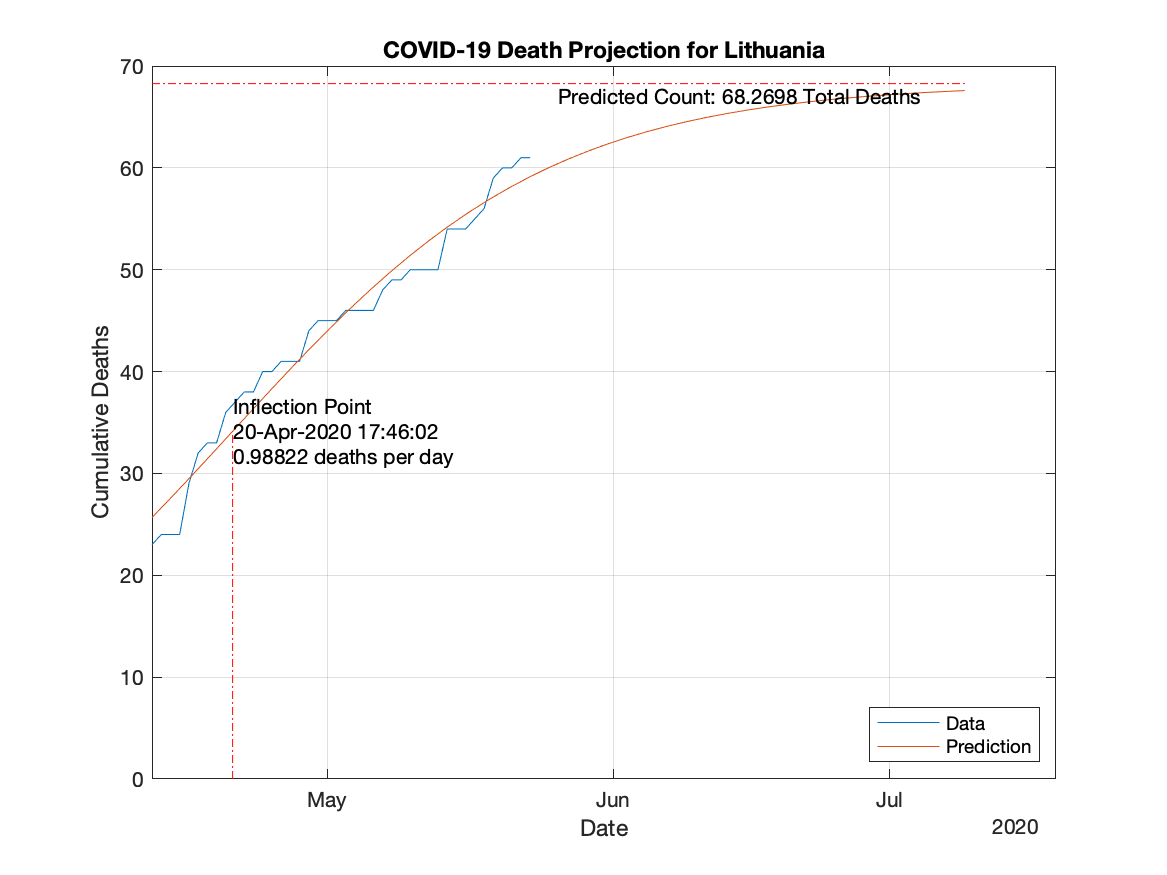 COVID-19 Death Projection for Lithuania
70
Predicted Count: 68.2698 Total Deaths
60
50
40
Inflection Point
20-Apr-2020 17:46:02
0.98822 deaths per day
30
20
10
0
Cumulative Deaths
Data
Prediction
May
Jun
Jul
Date
2020